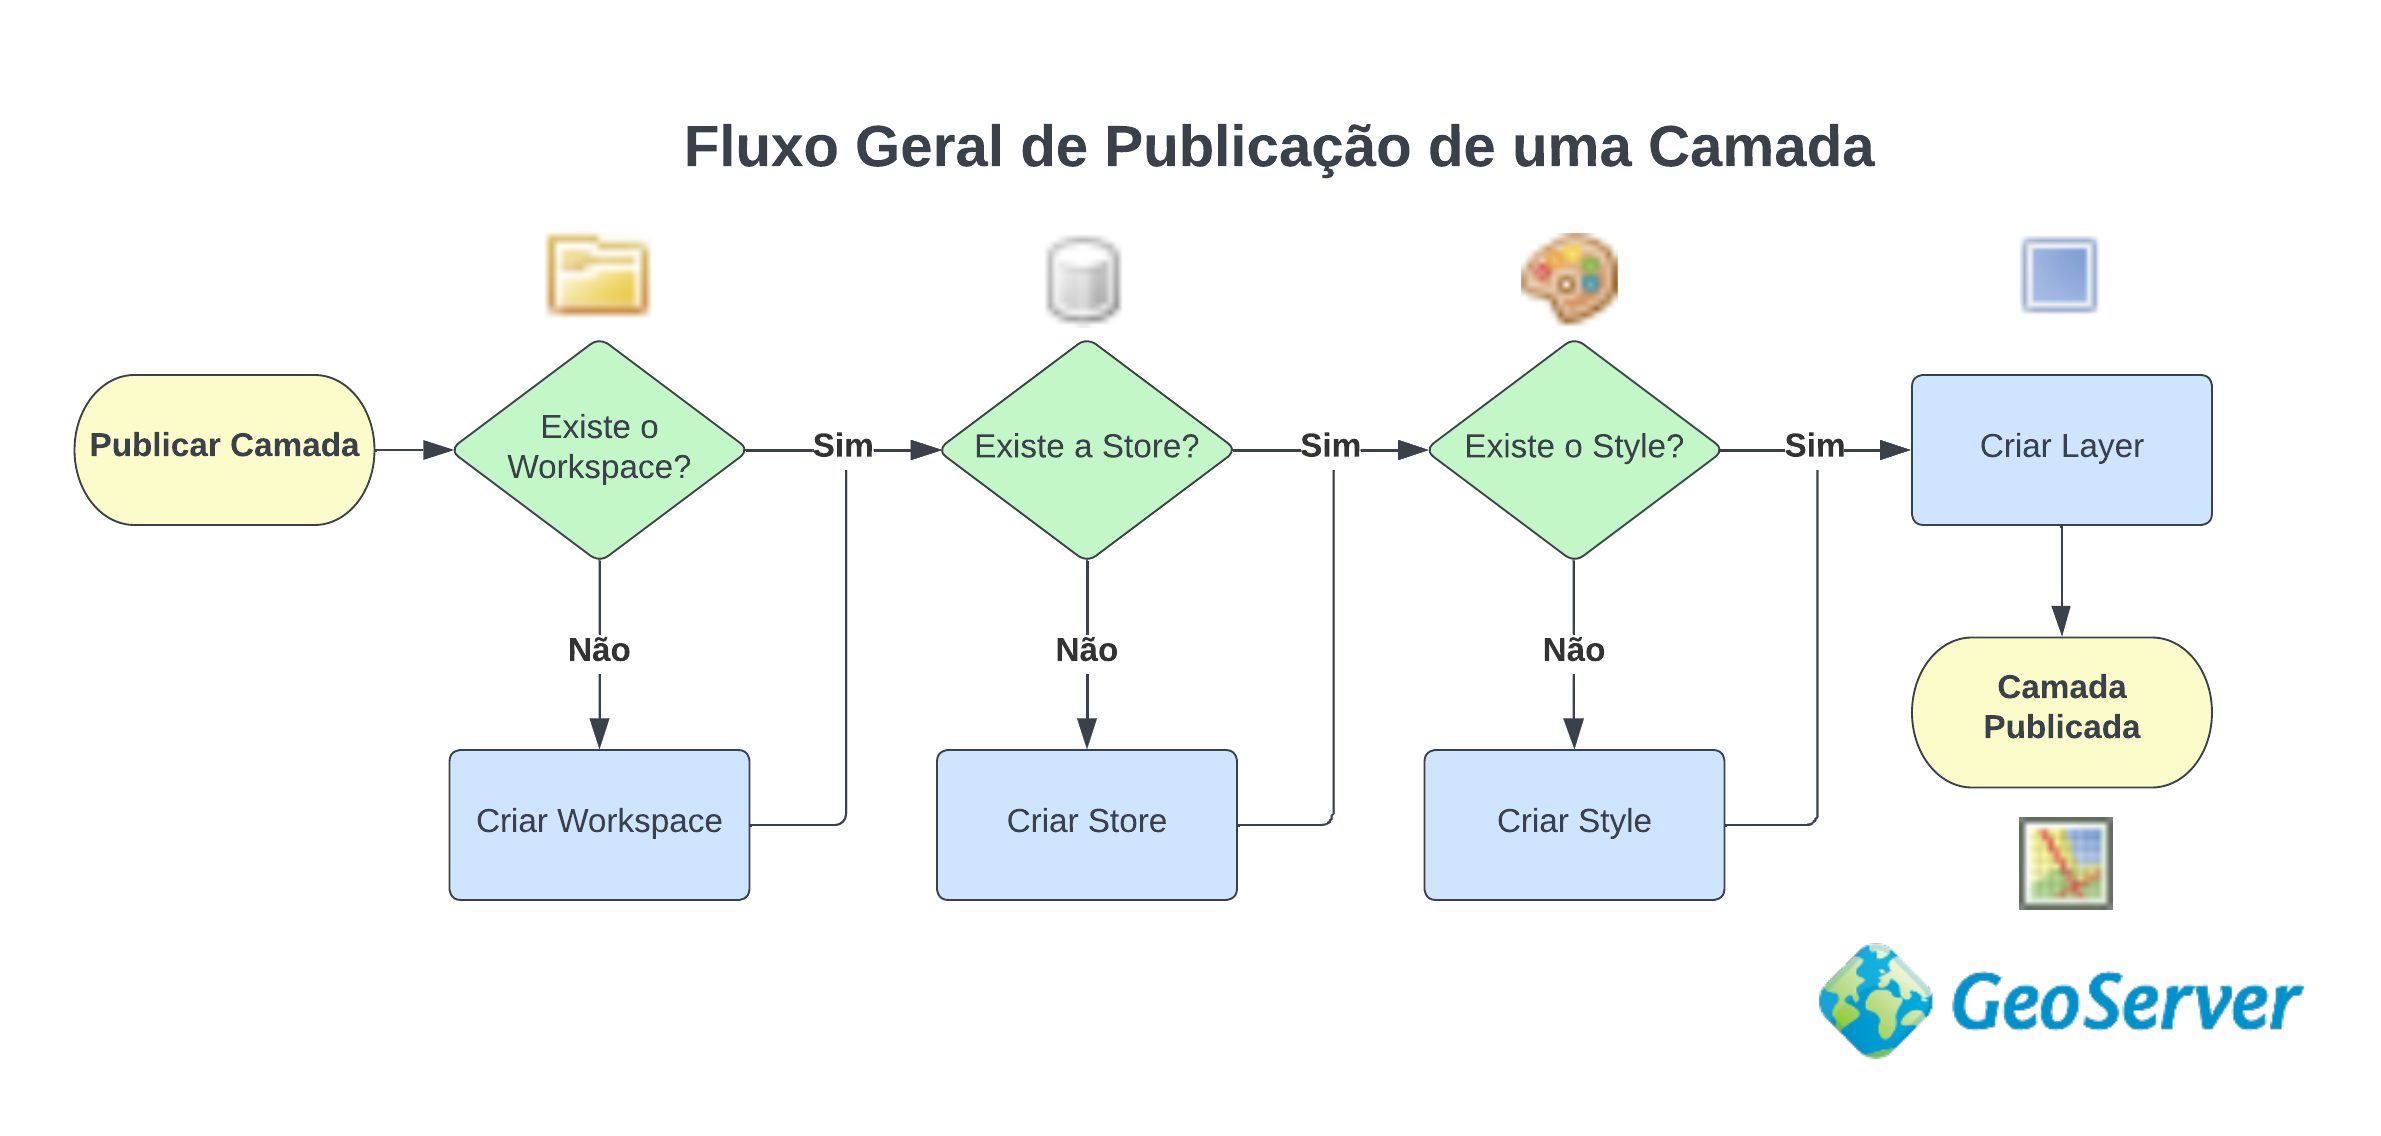 Fluxo Geral de Publicação de uma Camada
Publicar Camada
Existe o
Workspace?
Sim
Existe a Store?
Sim
Existe o Style?
Sim
Criar Layer
Não
Não
Não
Camada
Publicada
Criar Workspace
Criar Store
Criar Style
GeoServer